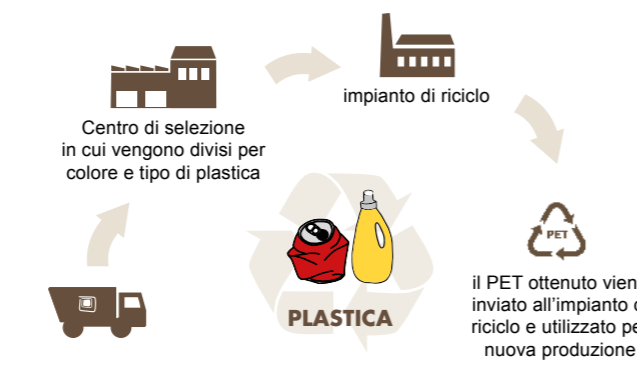 Centro di selezione
in cui vengono divisi per
colore e tipo di plastica
impianto di riciclo
PET
il PET ottenuto vien
inviato all'impianto
riciclo e utilizzato pe
nuova produzione
PLASTICA